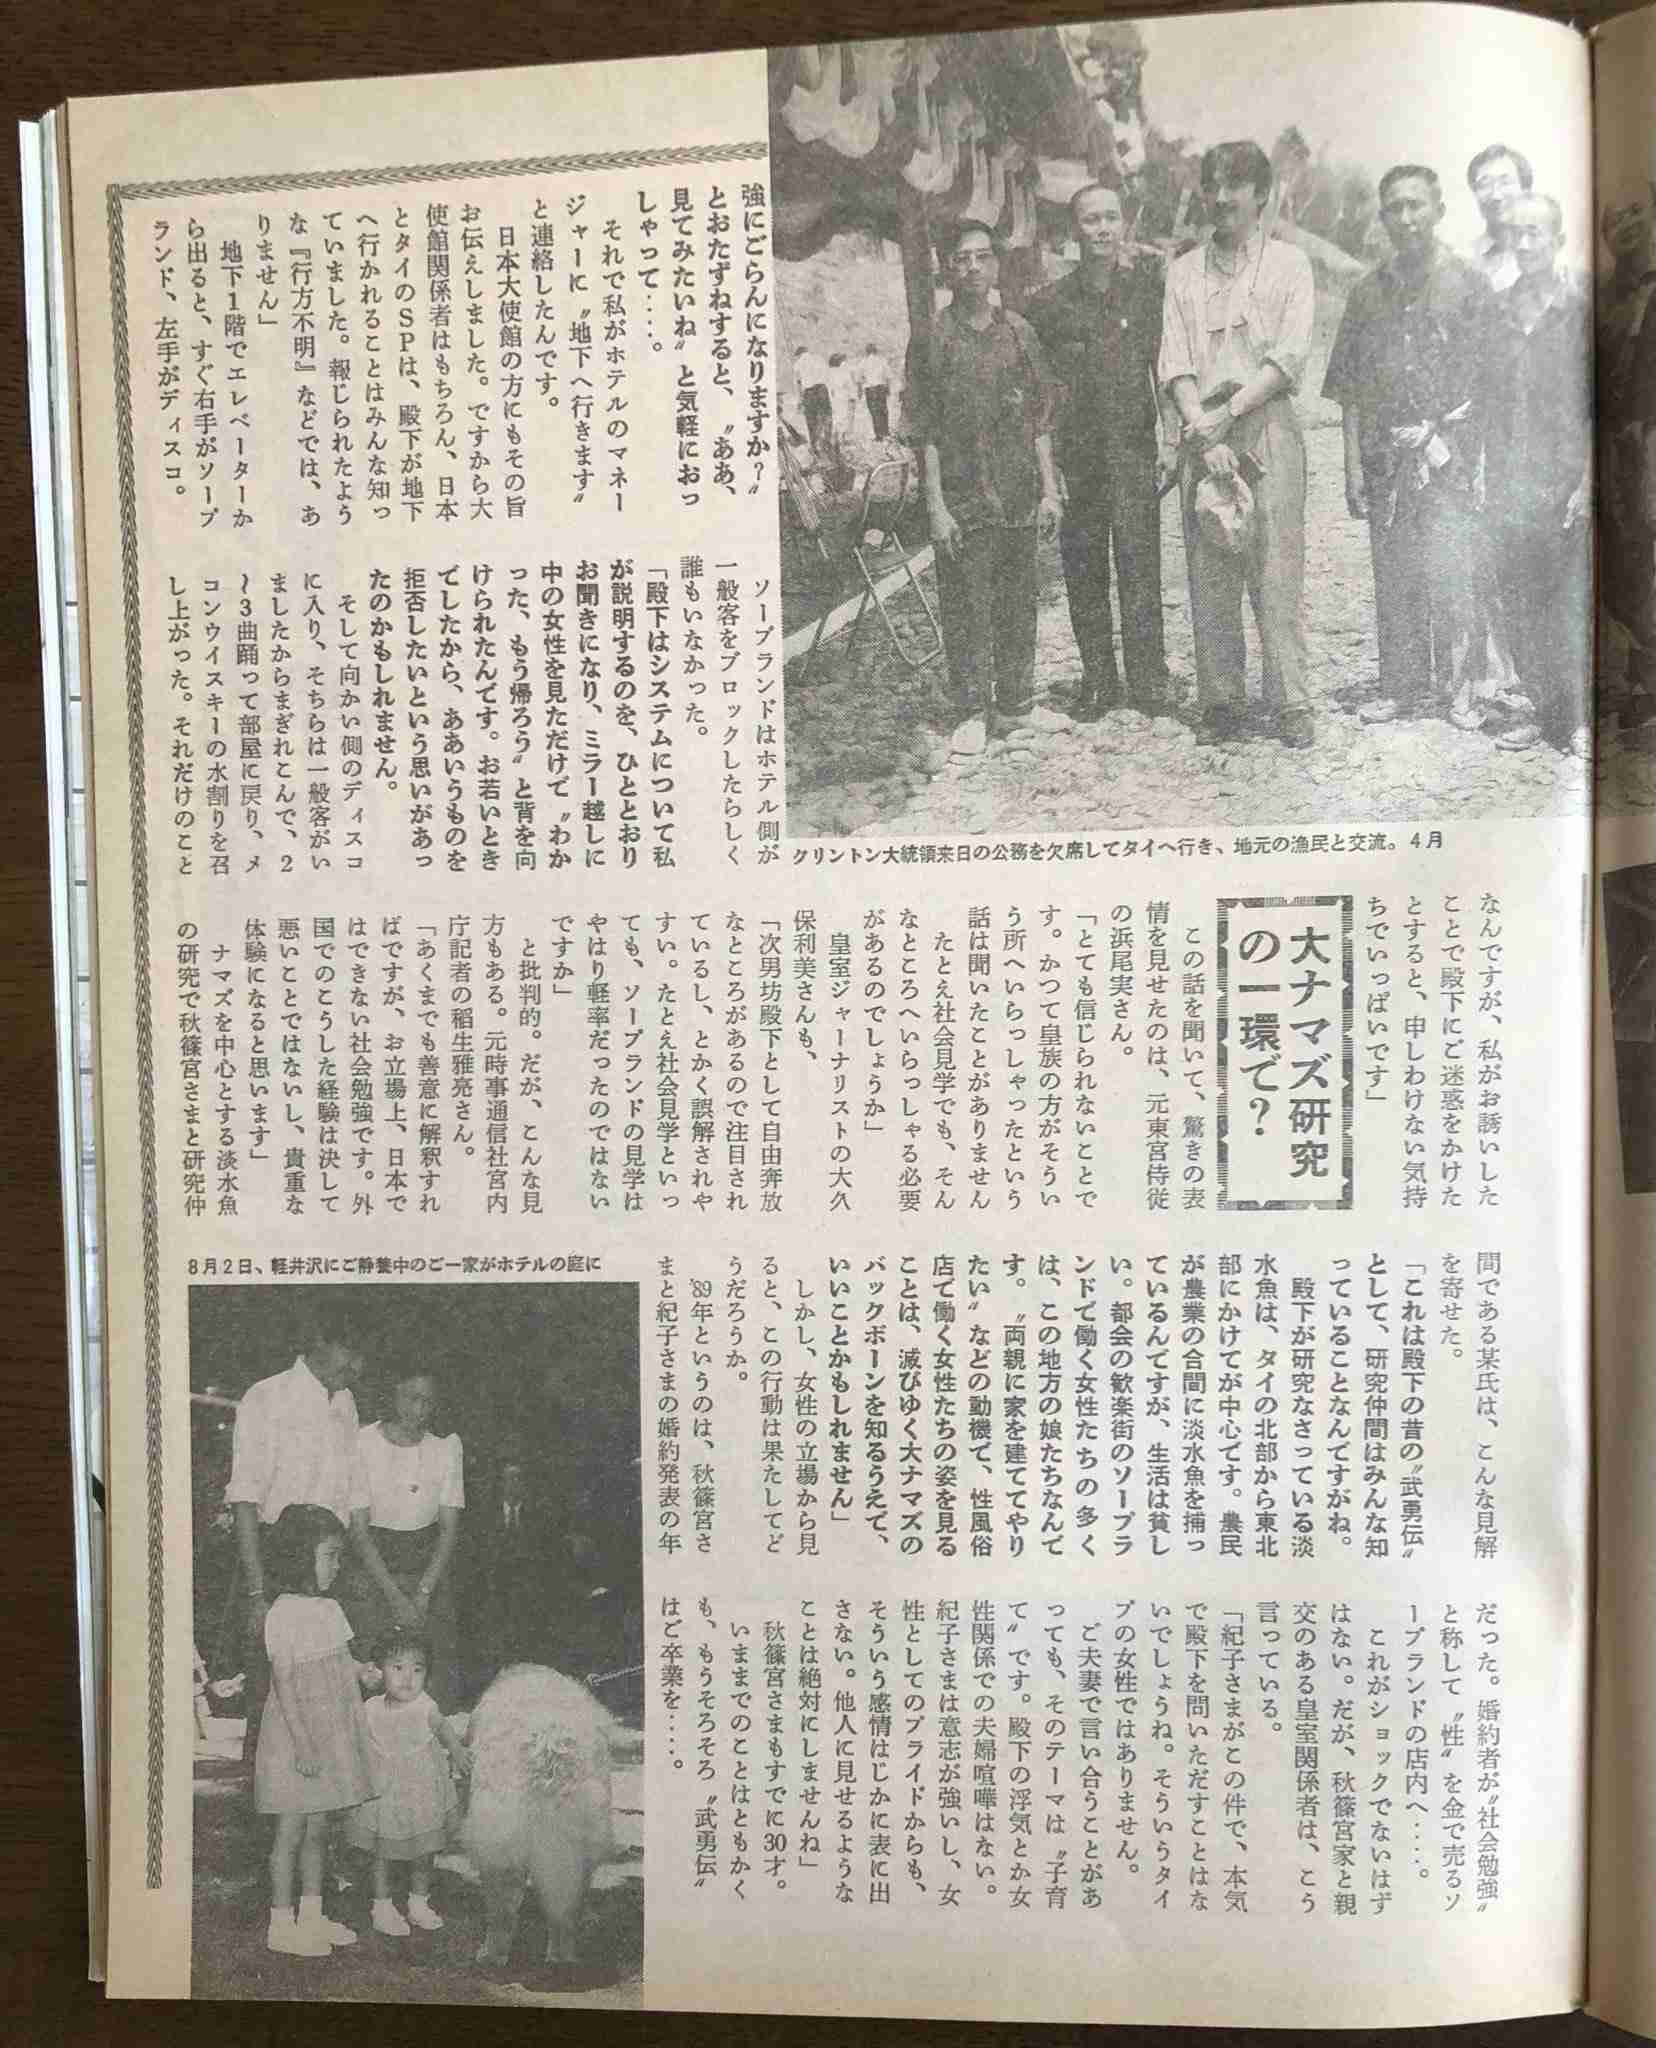 強にごらんになりますか?〟
とおたずねすると、〝ああ、
見てみたいね〟と気軽におっ
しゃって‥‥。
それで私がホテルのマネー
ジャーに〝地下へ行きます〟
と連絡したんです。
日本大使館の方にもその旨
お伝えしました。ですから大
使館関係者はもちろん、日本
とタイのSPは、殿下が地下
へ行かれることはみんな知っ
ていました。報じられたよう
な『行方不明』などでは、あ
りません」
地下1階でエレベーターか
ら出ると、すぐ右手がソープ
ランド、左手がディスコ。
ソープランドはホテル側が
一般客をブロックしたらしく
誰もいなかった。
「殿下はシステムについて私
が説明するのを、ひととおり
お聞きになり、ミラー越しに
中の女性を見ただけで〝わか
った、もう帰ろう〟と背を向
けられたんです。お若いとき
でしたから、ああいうものを
拒否したいという思いがあっ
たのかもしれません。
そして向かい側のディスコ
に入り、そちらは一般客がい
ましたからまぎれこんで、2
〜3曲踊って部屋に戻り、メ
コンウイスキーの水割りを召
し上がった。それだけのこと
クリントン大統領来日の公務を欠席してタイへ行き、地元の漁民と交流。4月
なんですが、私がお誘いした
ことで殿下にご迷惑をかけた
とすると、申しわけない気持
ちでいっぱいです」
大ナマズ研究
の一環で?
この話を聞いて、驚きの表
情を見せたのは、元東宮侍従
の浜尾実さん。
「とても信じられないことで
す。かつて皇族の方がそうい
う所へいらっしゃったという
話は聞いたことがありません
たとえ社会見学でも、そん
なところへいらっしゃる必要
があるのでしょうか」
皇室ジャーナリストの大久
保利美さんも、
「次男坊殿下として自由奔放
なところがあるので注目され
ているし、とかく誤解されや
すい。たとえ社会見学といっ
ても、ソープランドの見学は
やはり軽率だったのではない
ですか」
と批判的。だが、こんな見
方もある。元時事通信社宮内
庁記者の稲生雅亮さん。
「あくまでも善意に解釈すれ
ばですが、お立場上、日本で
はできない社会勉強です。外
国でのこうした経験は決して
悪いことではないし、貴重な
体験になると思います」
ナマズを中心とする淡水魚
の研究で秋篠宮さまと研究仲
8月2日、軽井沢にご静養中のご一家がホテルの庭に
間である某氏は、こんな見解
を寄せた。
「これは殿下の昔の〝武勇伝〟
として、研究仲間はみんな知
っていることなんですがね。
殿下が研究なさっている淡
水魚は、タイの北部から東北
部にかけてが中心です。農民
が農業の合間に淡水魚を捕っ
ているんですが、生活は貧し
い。都会の歓楽街のソープラ
ンドで働く女性たちの多く
は、この地方の娘たちなんで
す。〝両親に家を建ててやり
たい〟などの動機で、性風俗
店で働く女性たちの姿を見る
ことは、滅びゆく大ナマズの
バックボーンを知るうえで、
いいことかもしれません」
しかし、女性の立場から見
ると、この行動は果たしてど
うだろうか。
'89年というのは、秋篠宮さ
まと紀子さまの婚約発表の年
だった。婚約者が〝社会勉強〟
と称して〝性〟を金で売るソ
ープランドの店内へ‥‥。
これがショックでないはず
はない。だが、秋篠宮家と親
交のある皇室関係者は、こう
言っている。
「紀子さまがこの件で、本気
で殿下を問いただすことはな
いでしょうね。そういうタイ
プの女性ではありません。
ご夫妻で言い合うことがあ
っても、そのテーマは〝子育
て〟です。殿下の浮気とか女
性関係での夫婦喧嘩はない。
紀子さまは意志が強いし、女
性としてのプライドからも、
そういう感情はじかに表に出
さない。他人に見せるような
ことは絶対にしませんね」
秋篠宮さまもすでに30才。
いままでのことはともかく
も、もうそろそろ〝武勇伝〟
はご卒業を‥‥。